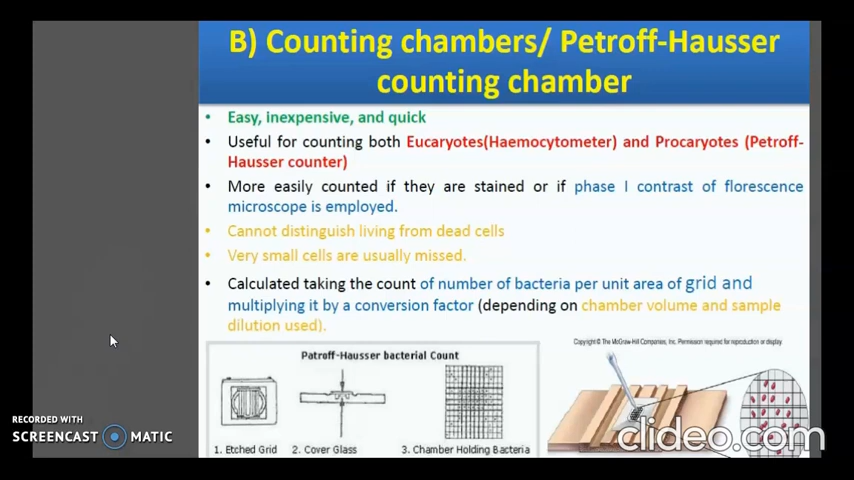 B) Counting chambers/ Petroff-Hausser
counting chamber
• Easy, inexpensive, and quick
• Useful for counting both Eucaryotes(Haemocytometer) and Procaryotes (Petroff-
Hausser counter)
• More easily counted if they are stained or if phase I contrast of florescence
microscope is employed.
• Cannot distinguish living from dead cells
• Very small cells are usually missed.
• Calculated taking the count of number of bacteria per unit area of grid and
multiplying it by a conversion factor (depending on chamber volume and sample
dilution used).
Patroff-Hausser bacterial Count
1. Etched Grid 2. Cover Glass 3. Chamber Holding Bacteria
Copyright © The McGraw-Hill Companies, Inc. Permission required for reproduction or display.
RECORDED WITH
SCREENCAST MATIC
clideo.com